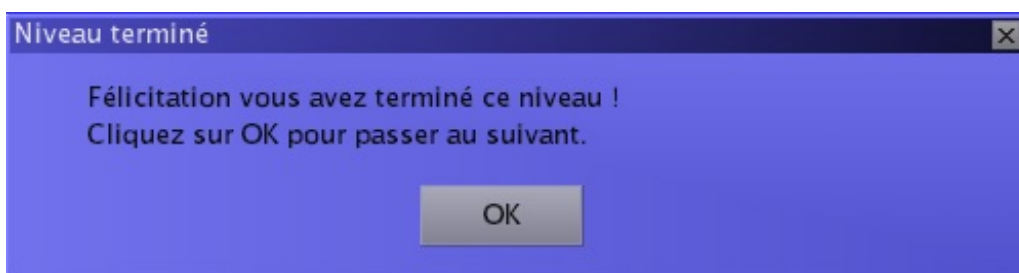 Niveau terminé
Félicitation vous avez terminé ce niveau !
Cliquez sur OK pour passer au suivant.
OK